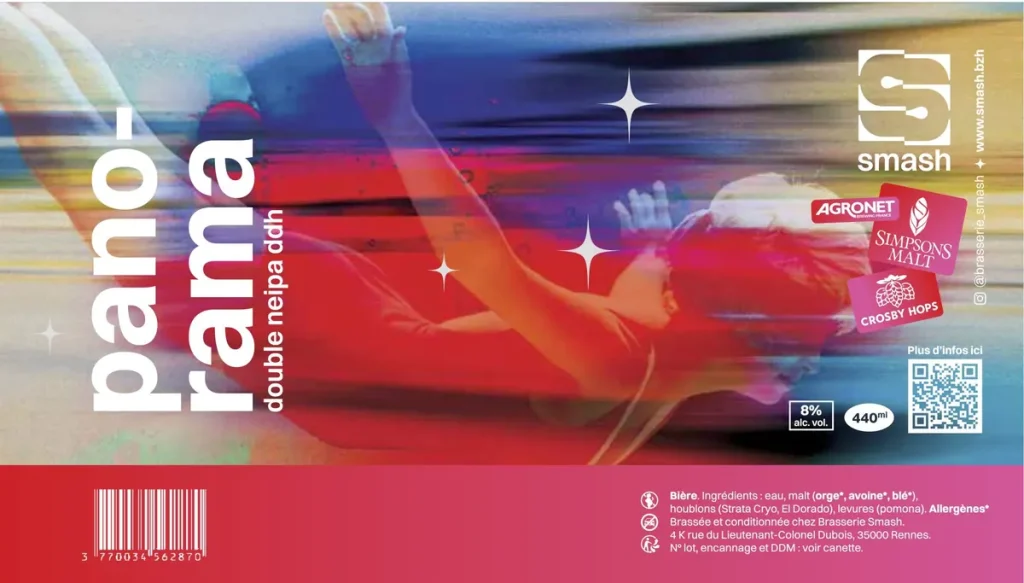 pano-
rama
double neipa ddh
smash
@brasserie_smash ✦ www.smash.bzh
AGRONET
SIMPSONS
MALT
CROSBY HOPS
Plus d'infos ici
8%
alc. vol.
440ml
3 770034 562870
Bière. Ingrédients : eau, malt (orge*, avoine*, blé*),
houblons (Strata Cryo, El Dorado), levures (pomona). Allergènes*
Brassée et conditionnée chez Brasserie Smash.
4 K rue du Lieutenant-Colonel Dubois, 35000 Rennes.
N° lot, encannage et DDM : voir canette.